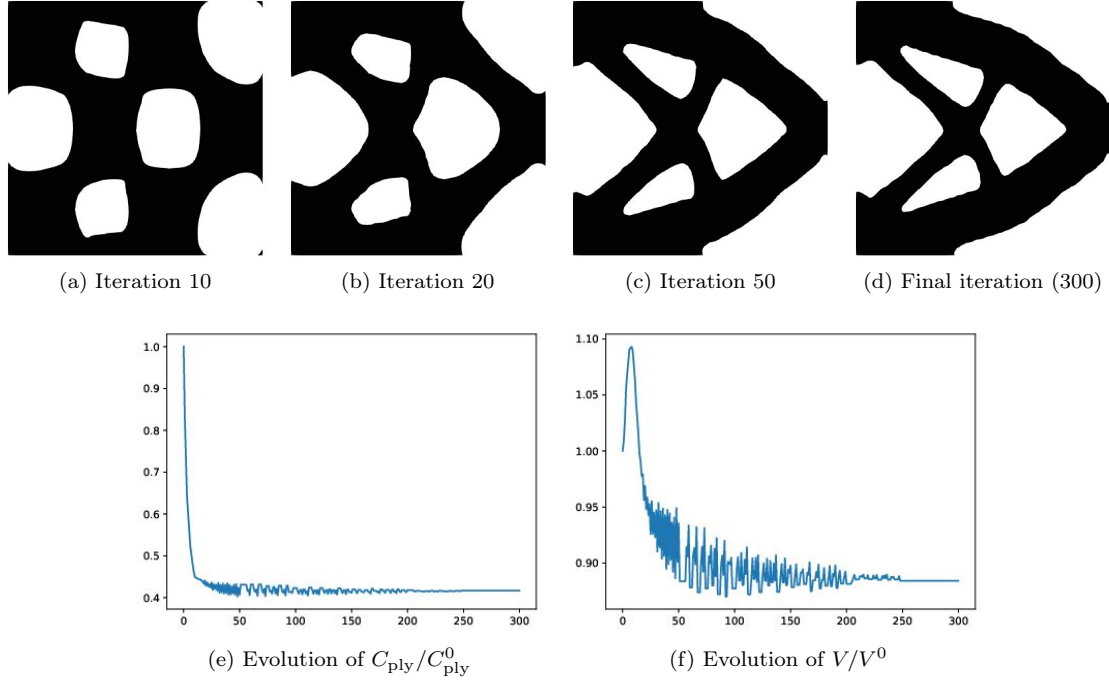 (a) Iteration 10
(b) Iteration 20
(c) Iteration 50
(d) Final iteration (300)
1.0
0.9
0.8
0.7
0.6
0.5
0.4
0 50 100 150 200 250 300
(e) Evolution of C_ply/C^0_ply
1.10
1.05
1.00
0.95
0.90
0 50 100 150 200 250 300
(f) Evolution of V/V^0